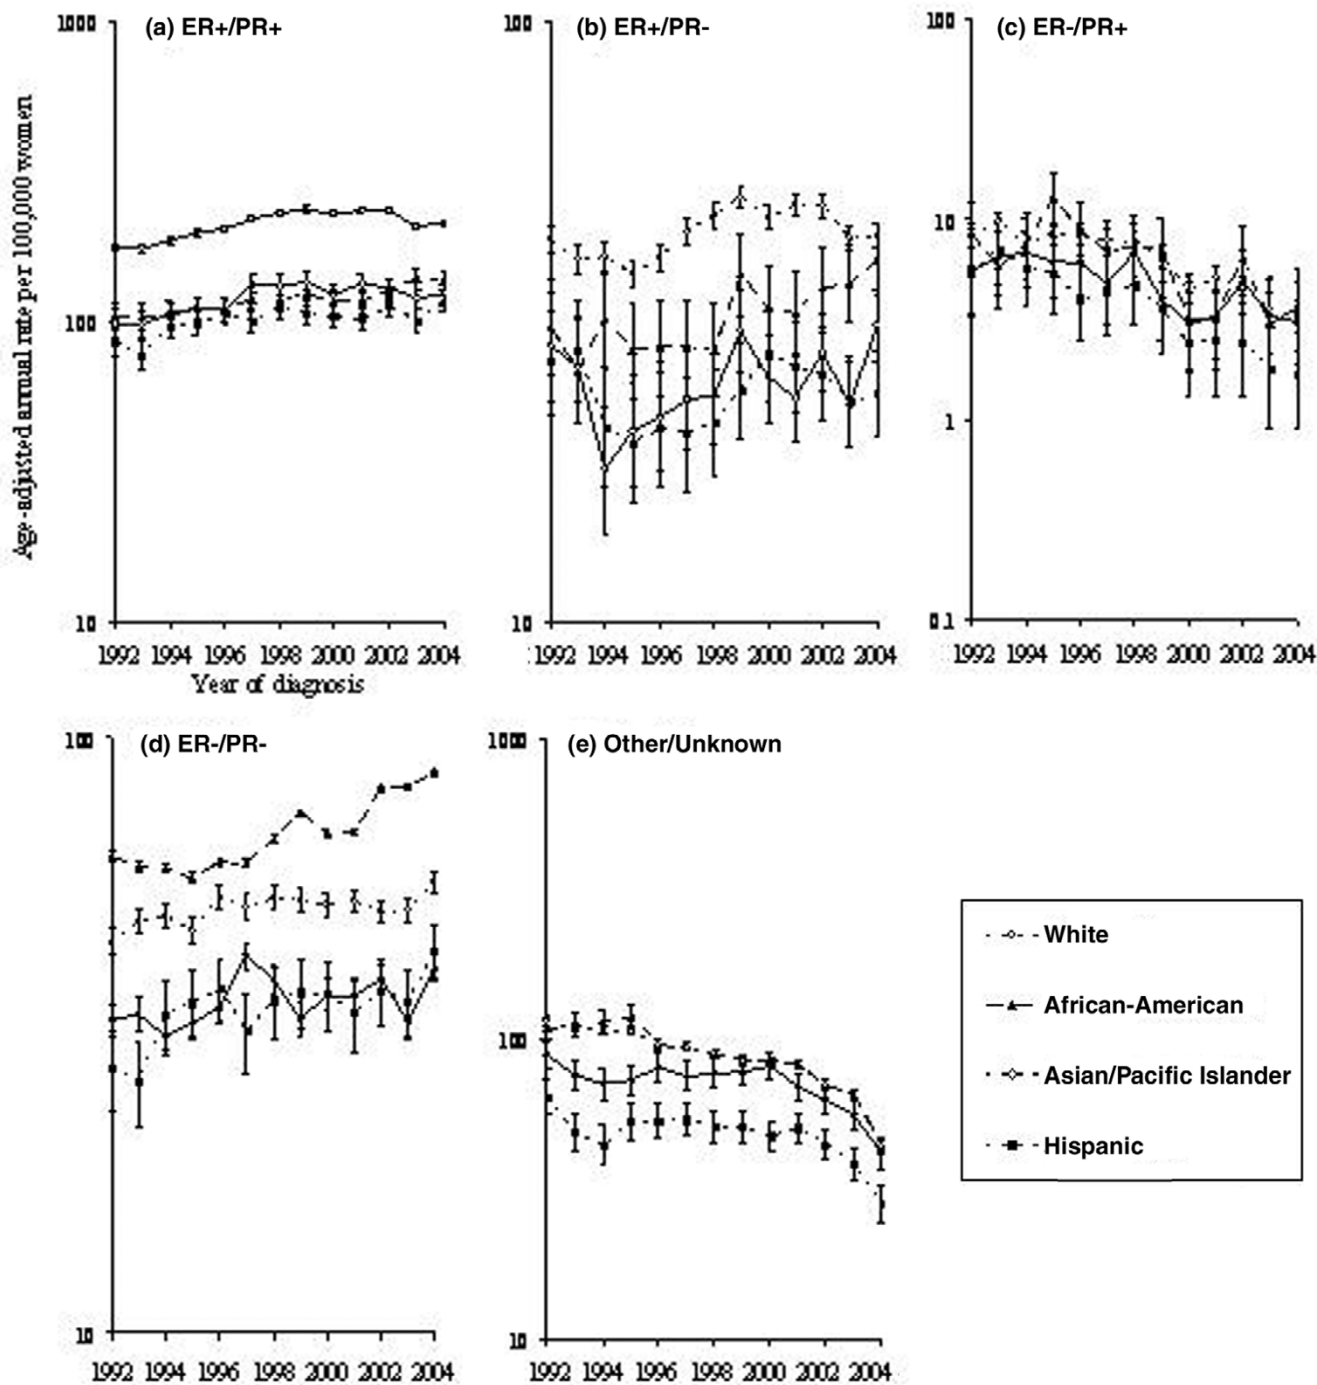 1000 (a) ER+/PR+
100
10
Age-adjusted annual rate per 100,000 women
1992 1994 1996 1998 2000 2002 2004
Year of diagnosis
100 (b) ER+/PR-
10
1992 1994 1996 1998 2000 2002 2004
100 (c) ER-/PR+
10
1
0.1
1992 1994 1996 1998 2000 2002 2004
100 (d) ER-/PR-
10
1992 1994 1996 1998 2000 2002 2004
1000 (e) Other/Unknown
100
10
1992 1994 1996 1998 2000 2002 2004
White
African-American
Asian/Pacific Islander
Hispanic